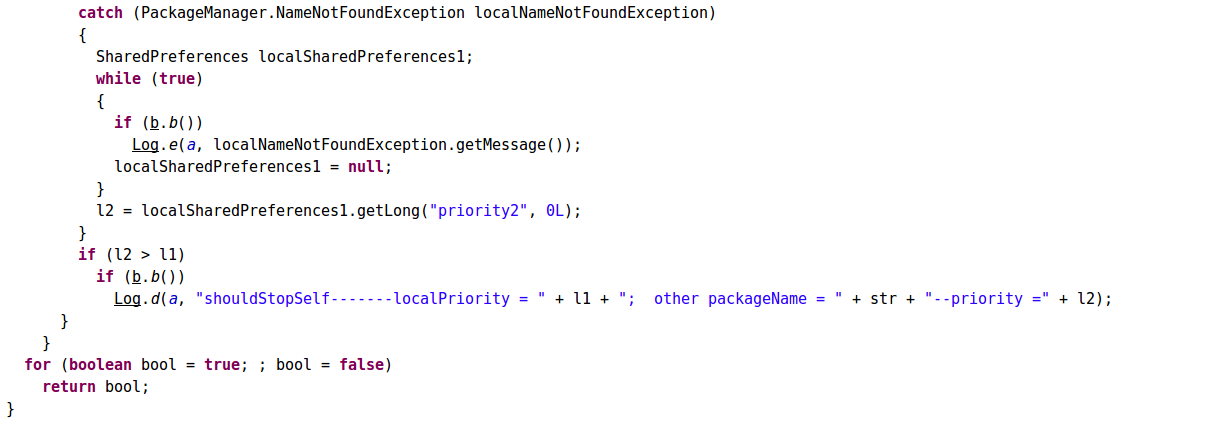 catch (PackageManager.NameNotFoundException localNameNotFoundException)
{
SharedPreferences localSharedPreferences1;
while (true)
{
if (b.b())
Log.e(a, localNameNotFoundException.getMessage());
localSharedPreferences1 = null;
}
l2 = localSharedPreferences1.getLong("priority2", 0L);
}
if (l2 > l1)
if (b.b())
Log.d(a, "shouldStopSelf-------localPriority = " + l1 + ";  other packageName = " + str + "--priority =" + l2);
}
}
for (boolean bool = true; ; bool = false)
return bool;
}